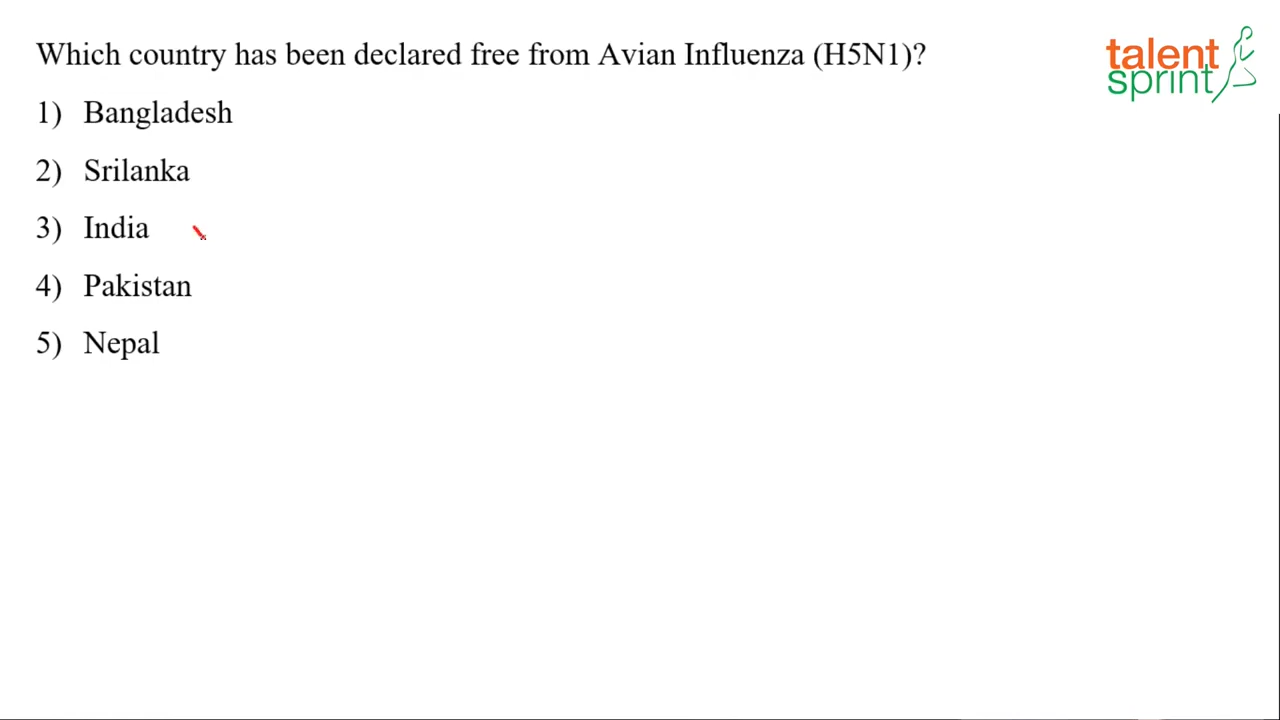 Which country has been declared free from Avian Influenza (H5N1)?
talent
sprint
1) Bangladesh
2) Srilanka
3) India
4) Pakistan
5) Nepal